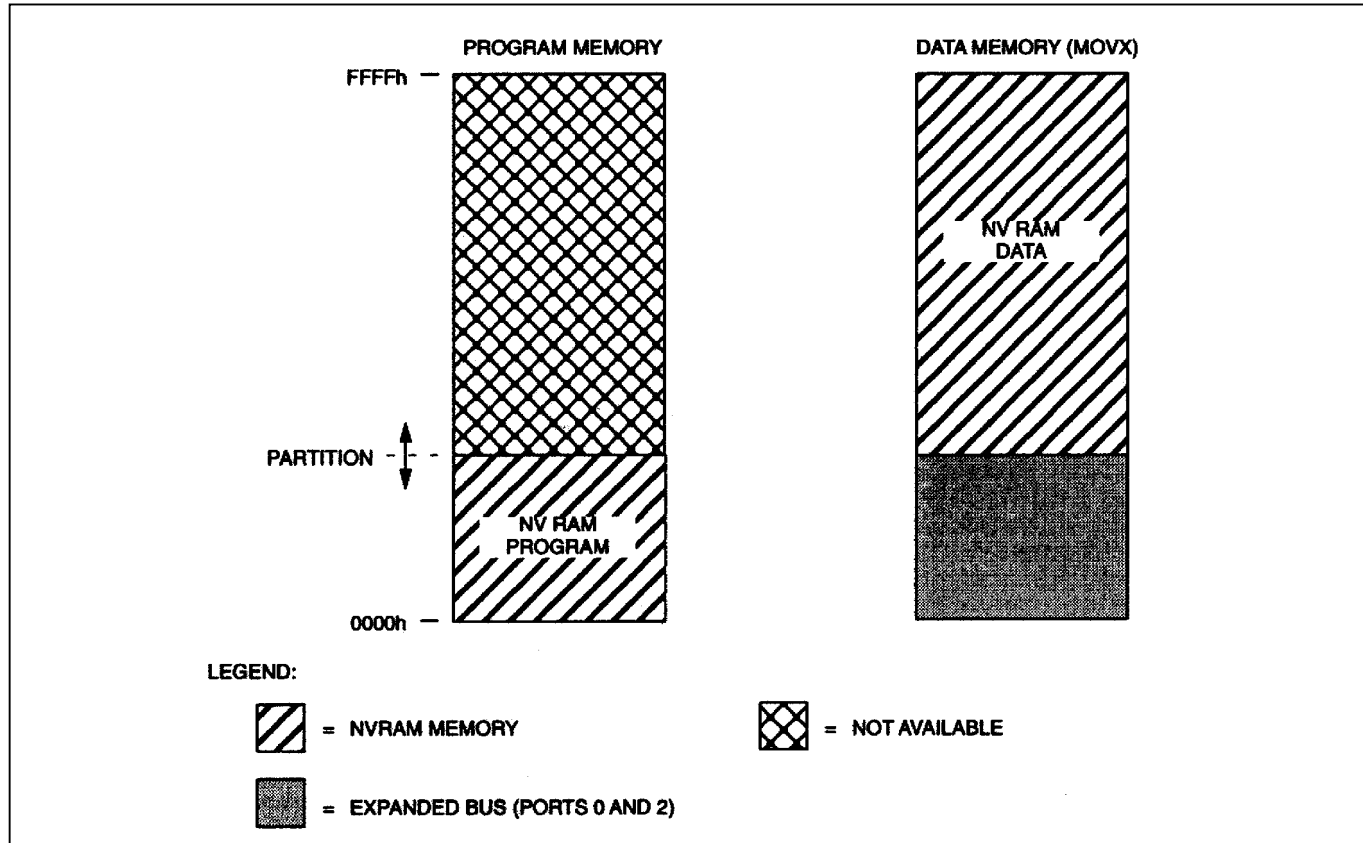 PROGRAM MEMORY
DATA MEMORY (MOVX)
FFFFh
NV RAM
DATA
PARTITION
NV RAM
PROGRAM
0000h
LEGEND:
= NVRAM MEMORY
= NOT AVAILABLE
= EXPANDED BUS (PORTS 0 AND 2)